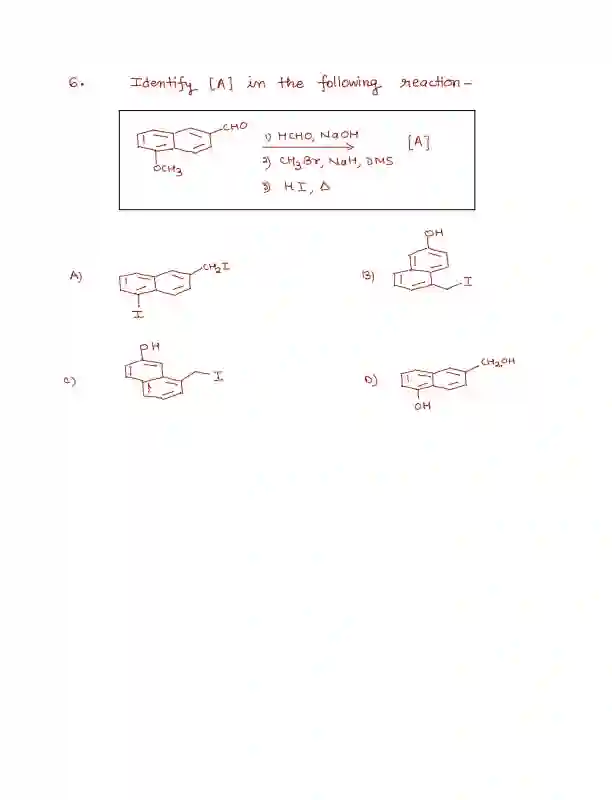 6. Identify [A] in the following reaction-
CHO
OCH3
1) HCHO, NaOH
2) CH3Br, NaH, DMS
3) HI, Δ
[A]
A)
CH2I
I
B)
OH
I
C)
OH
I
D)
CH2OH
OH